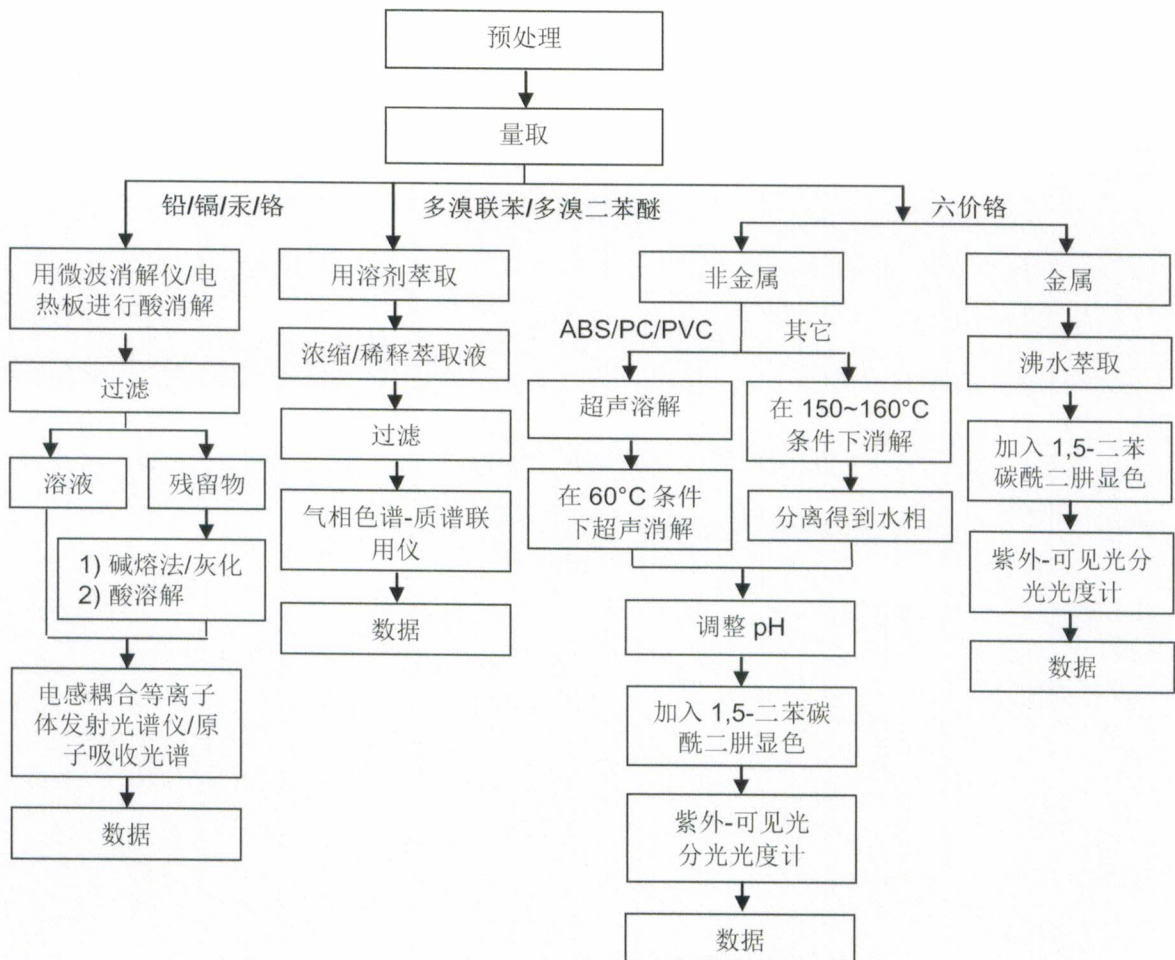 预处理
量取
铅/镉/汞/铬
多溴联苯/多溴二苯醚
六价铬
用微波消解仪/电
热板进行酸消解
过滤
溶液
残留物
1) 碱熔法/灰化
2) 酸溶解
电感耦合等离子
体发射光谱仪/原
子吸收光谱
数据
用溶剂萃取
浓缩/稀释萃取液
过滤
气相色谱-质谱联
用仪
数据
非金属
ABS/PC/PVC
其它
超声溶解
在 60°C 条件
下超声消解
在 150~160°C
条件下消解
分离得到水相
调整 pH
加入 1,5-二苯碳
酰二肼显色
紫外-可见光
分光光度计
数据
金属
沸水萃取
加入 1,5-二苯
碳酰二肼显色
紫外-可见光分
光光度计
数据